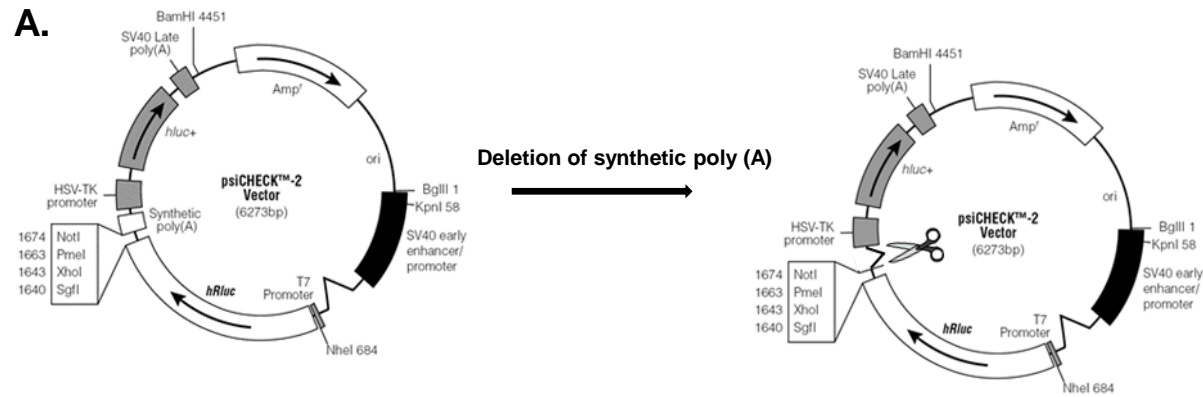 A.
BamHI 4451
SV40 Late
poly(A)
Ampʳ
hluc+
ori
psiCHECK™-2
Vector
(6273bp)
HSV-TK
promoter
Synthetic
poly(A)
BglII 1
KpnI 58
1674 NotI
1663 PmeI
1643 XhoI
1640 SgfI
SV40 early
enhancer/
promoter
T7
Promoter
hRluc
NheI 684
Deletion of synthetic poly (A)
BamHI 4451
SV40 Late
poly(A)
Ampʳ
hluc+
ori
psiCHECK™-2
Vector
(6273bp)
HSV-TK
promoter
BglII 1
KpnI 58
1674 NotI
1663 PmeI
1643 XhoI
1640 SgfI
SV40 early
enhancer/
promoter
T7
Promoter
hRluc
NheI 684